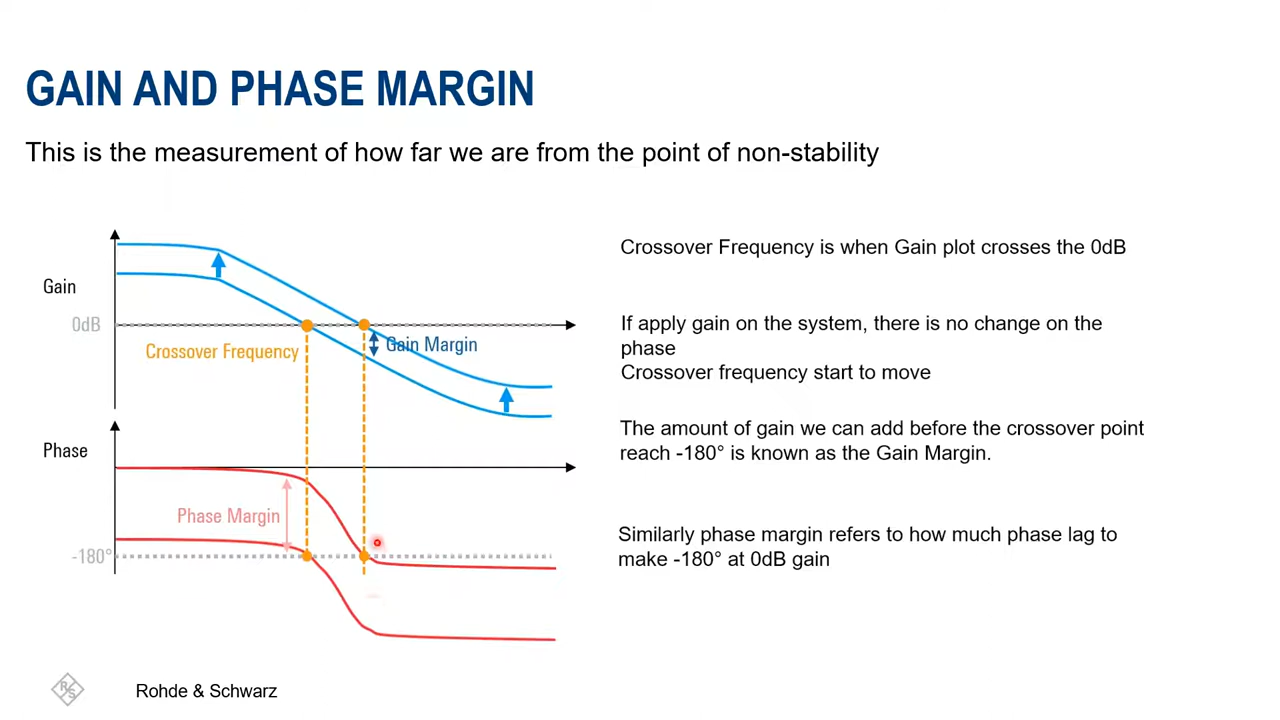 GAIN AND PHASE MARGIN
This is the measurement of how far we are from the point of non-stability
Gain
0dB
Crossover Frequency
Gain Margin
Phase
Phase Margin
-180°
Crossover Frequency is when Gain plot crosses the 0dB
If apply gain on the system, there is no change on the
phase
Crossover frequency start to move
The amount of gain we can add before the crossover point
reach -180° is known as the Gain Margin.
Similarly phase margin refers to how much phase lag to
make -180° at 0dB gain
R&S
Rohde & Schwarz